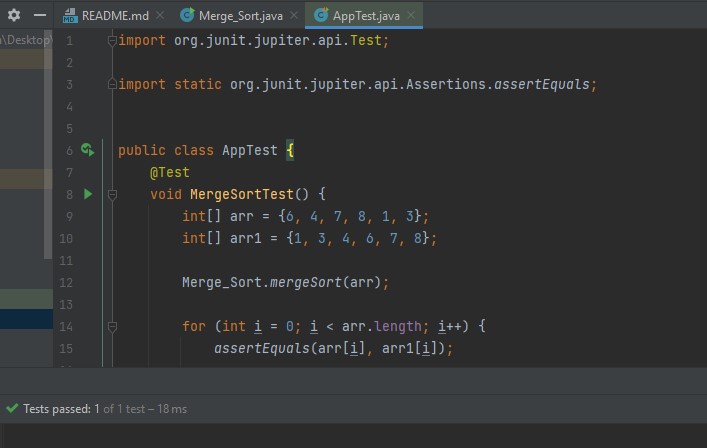 \Desktop\
README.md
Merge_Sort.java
AppTest.java
1 import org.junit.jupiter.api.Test;
2
3 import static org.junit.jupiter.api.Assertions.assertEquals;
4
5
6 public class AppTest {
7 @Test
8 void MergeSortTest() {
9 int[] arr = {6, 4, 7, 8, 1, 3};
10 int[] arr1 = {1, 3, 4, 6, 7, 8};
11
12 Merge_Sort.mergeSort(arr);
13
14 for (int i = 0; i < arr.length; i++) {
15 assertEquals(arr[i], arr1[i]);
Tests passed: 1 of 1 test – 18 ms